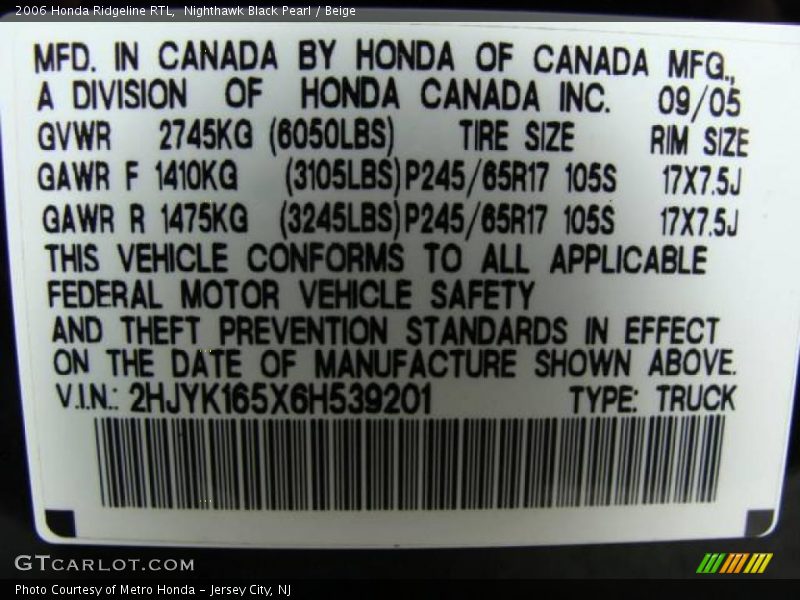 2006 Honda Ridgeline RTL, Nighthawk Black Pearl / Beige
MFD. IN CANADA BY HONDA OF CANADA MFG.,
A DIVISION OF HONDA CANADA INC. 09/05
GVWR 2745KG (6050LBS) TIRE SIZE RIM SIZE
GAWR F 1410KG (3105LBS) P245/65R17 105S 17X7.5J
GAWR R 1475KG (3245LBS) P245/65R17 105S 17X7.5J
THIS VEHICLE CONFORMS TO ALL APPLICABLE
FEDERAL MOTOR VEHICLE SAFETY
AND THEFT PREVENTION STANDARDS IN EFFECT
ON THE DATE OF MANUFACTURE SHOWN ABOVE.
V.I.N.: 2HJYK165X6H539201 TYPE: TRUCK
GTCARLOT.COM
Photo Courtesy of Metro Honda - Jersey City, NJ